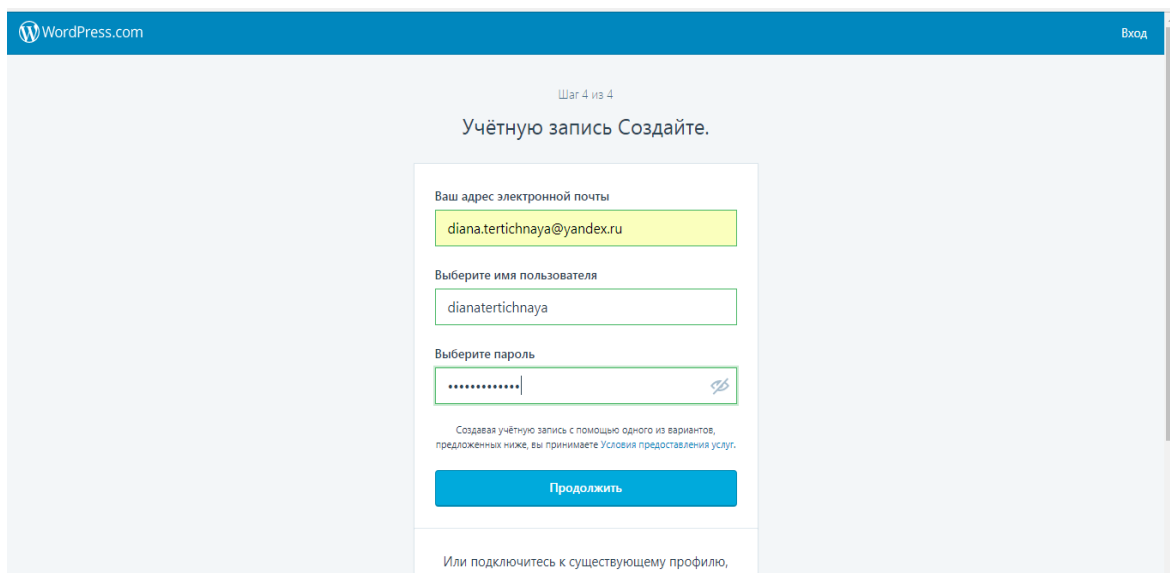 WordPress.com
Вход
Шаг 4 из 4
Учётную запись Создайте.
Ваш адрес электронной почты
diana.tertichnaya@yandex.ru
Выберите имя пользователя
dianatertichnaya
Выберите пароль
•••••••••••••
Создавая учётную запись с помощью одного из вариантов,
предложенных ниже, вы принимаете Условия предоставления услуг.
Продолжить
Или подключитесь к существующему профилю,